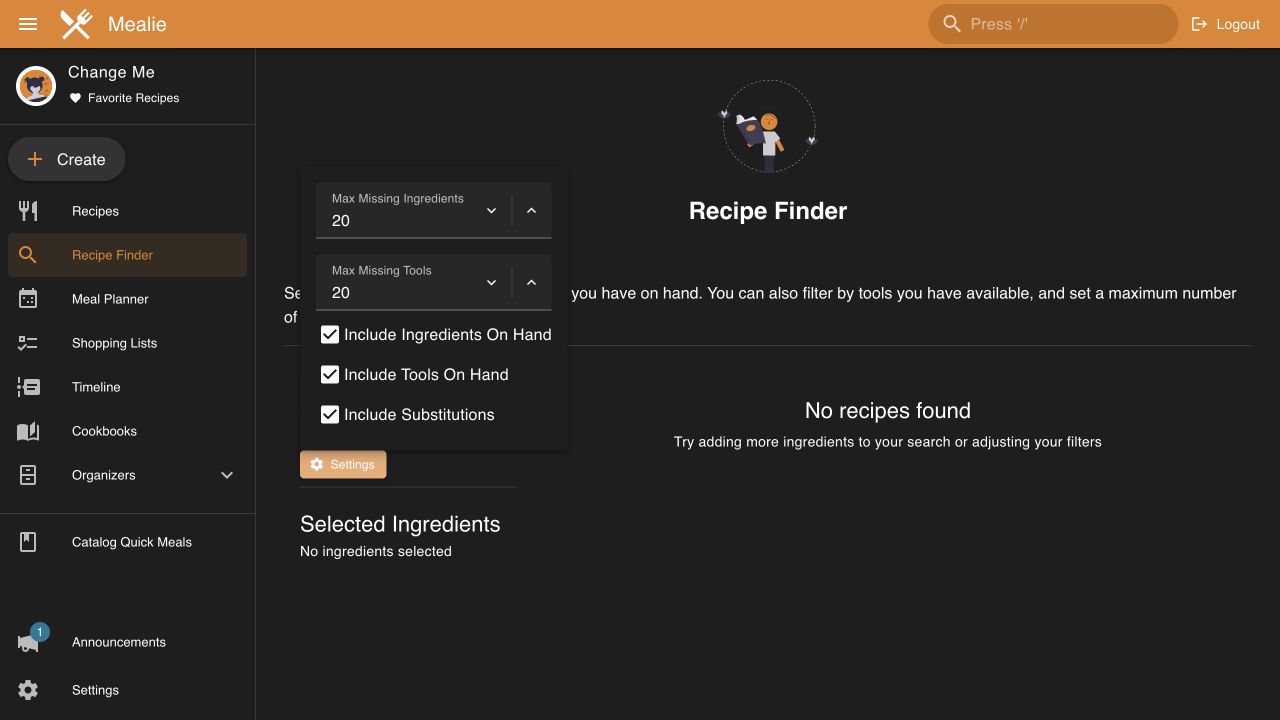 Mealie
Press '/'
Logout
Change Me
Favorite Recipes
Create
Recipes
Recipe Finder
Meal Planner
Shopping Lists
Timeline
Cookbooks
Organizers
Catalog Quick Meals
1
Announcements
Settings
Recipe Finder
Max Missing Ingredients
20
Max Missing Tools
20
Se
you have on hand. You can also filter by tools you have available, and set a maximum number
of
Include Ingredients On Hand
Include Tools On Hand
Include Substitutions
Settings
Selected Ingredients
No ingredients selected
No recipes found
Try adding more ingredients to your search or adjusting your filters